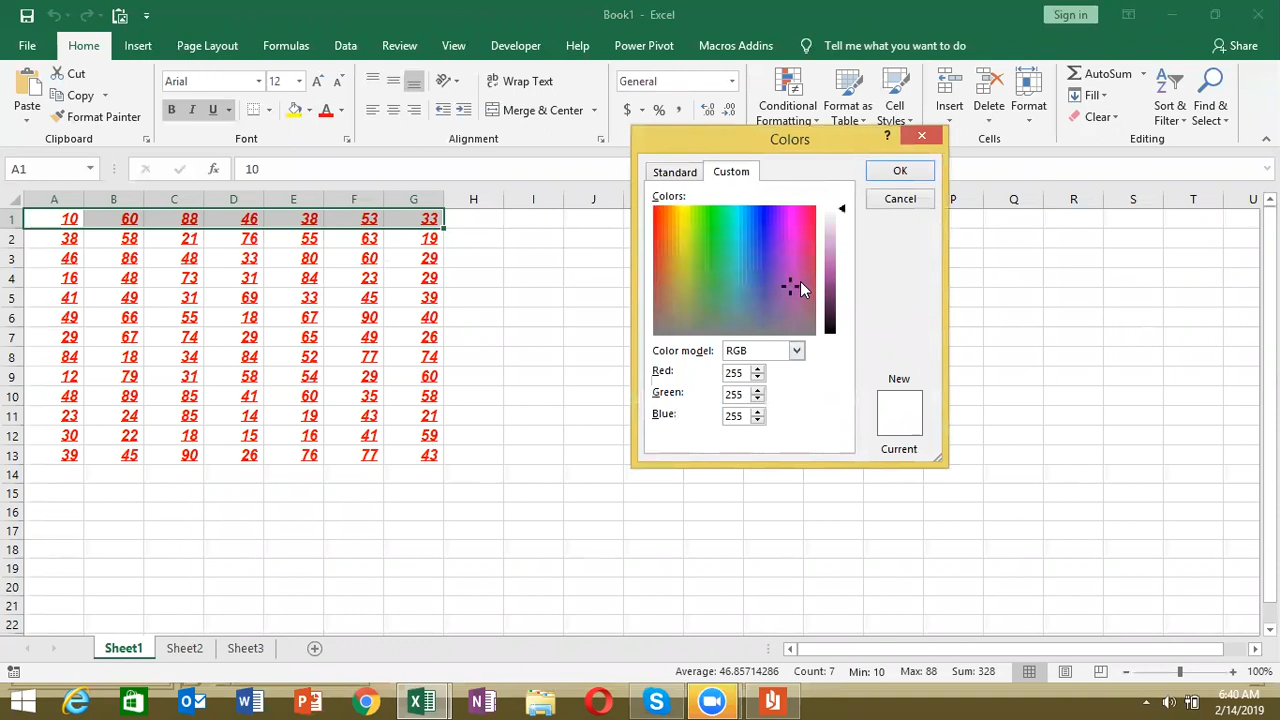 Book1 - Excel
Sign in
File Home Insert Page Layout Formulas Data Review View Developer Help Power Pivot Macros Addins Tell me what you want to do Share
Paste
Cut
Copy
Format Painter
Clipboard
Arial 12
B I U
Font
Wrap Text
Merge & Center
Alignment
General
$ % ,
Conditional Formatting
Format as Table
Cell Styles
Insert
Delete
Format
Cells
AutoSum
Fill
Clear
Sort & Filter
Find & Select
Editing
A1 fx 10
A B C D E F G H I J P Q R S T U
1 10 60 88 46 38 53 33
2 38 58 21 76 55 63 19
3 46 86 48 33 80 60 29
4 16 48 73 31 84 23 29
5 41 49 31 69 33 45 39
6 49 66 55 18 67 90 40
7 29 67 74 29 65 49 26
8 84 18 34 84 52 77 74
9 12 79 31 58 54 29 60
10 48 89 85 41 60 35 58
11 23 24 85 14 19 43 21
12 30 22 18 15 16 41 59
13 39 45 90 26 76 77 43
14
15
16
17
18
19
20
21
22
Colors
?
Standard Custom
OK
Cancel
Colors:
Color model: RGB
Red: 255
Green: 255
Blue: 255
New
Current
Sheet1 Sheet2 Sheet3
Average: 46.85714286 Count: 7 Min: 10 Max: 88 Sum: 328 100%
6:40 AM
2/14/2019